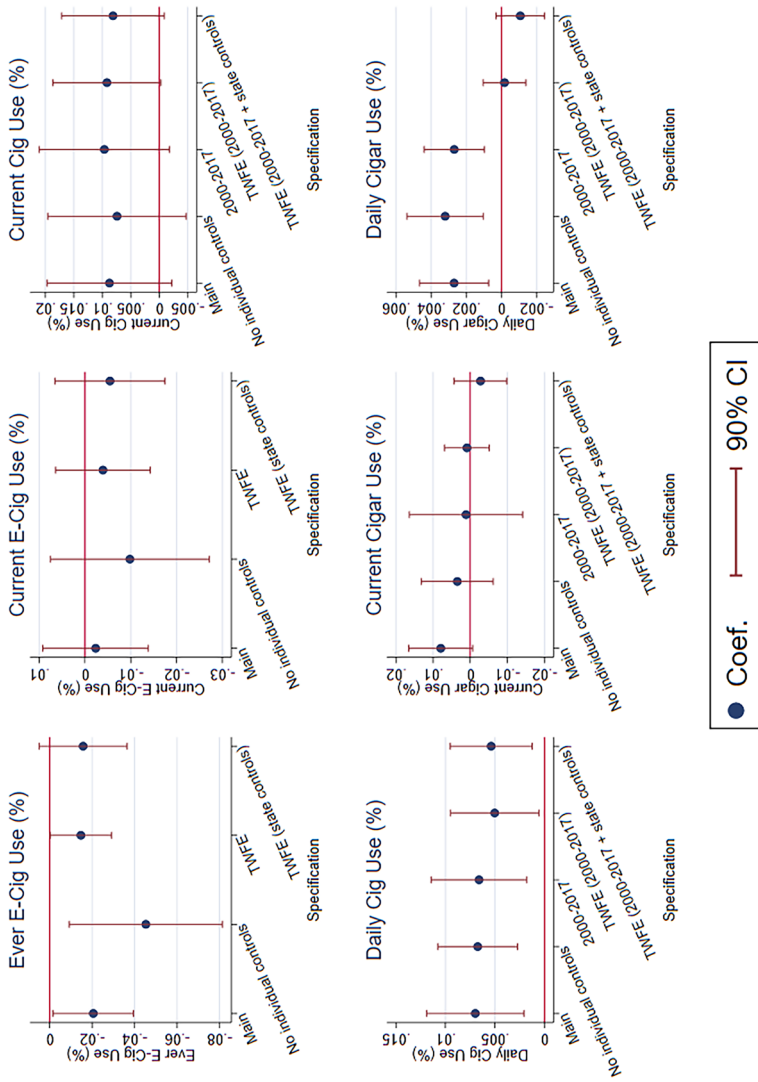 Ever E-Cig Use (%)
Ever E-Cig Use (%)
0
-.02
-.04
-.06
-.08
Main
No individual controls
TWFE
TWFE (state controls)
Specification
Current E-Cig Use (%)
Current E-Cig Use (%)
.01
0
-.01
-.02
-.03
Main
No individual controls
TWFE
TWFE (state controls)
Specification
Current Cig Use (%)
Current Cig Use (%)
.02
.015
.01
.005
0
-.005
Main
No individual controls
2000-2017
TWFE (2000-2017)
TWFE (2000-2017 + state controls)
Specification
Daily Cig Use (%)
Daily Cig Use (%)
.015
.01
.005
0
Main
No individual controls
2000-2017
TWFE (2000-2017)
TWFE (2000-2017 + state controls)
Specification
Current Cigar Use (%)
Current Cigar Use (%)
.02
.01
0
-.01
-.02
Main
No individual controls
2000-2017
TWFE (2000-2017)
TWFE (2000-2017 + state controls)
Specification
Daily Cigar Use (%)
Daily Cigar Use (%)
.006
.004
.002
0
-.002
Main
No individual controls
2000-2017
TWFE (2000-2017)
TWFE (2000-2017 + state controls)
Specification
Coef.
90% CI